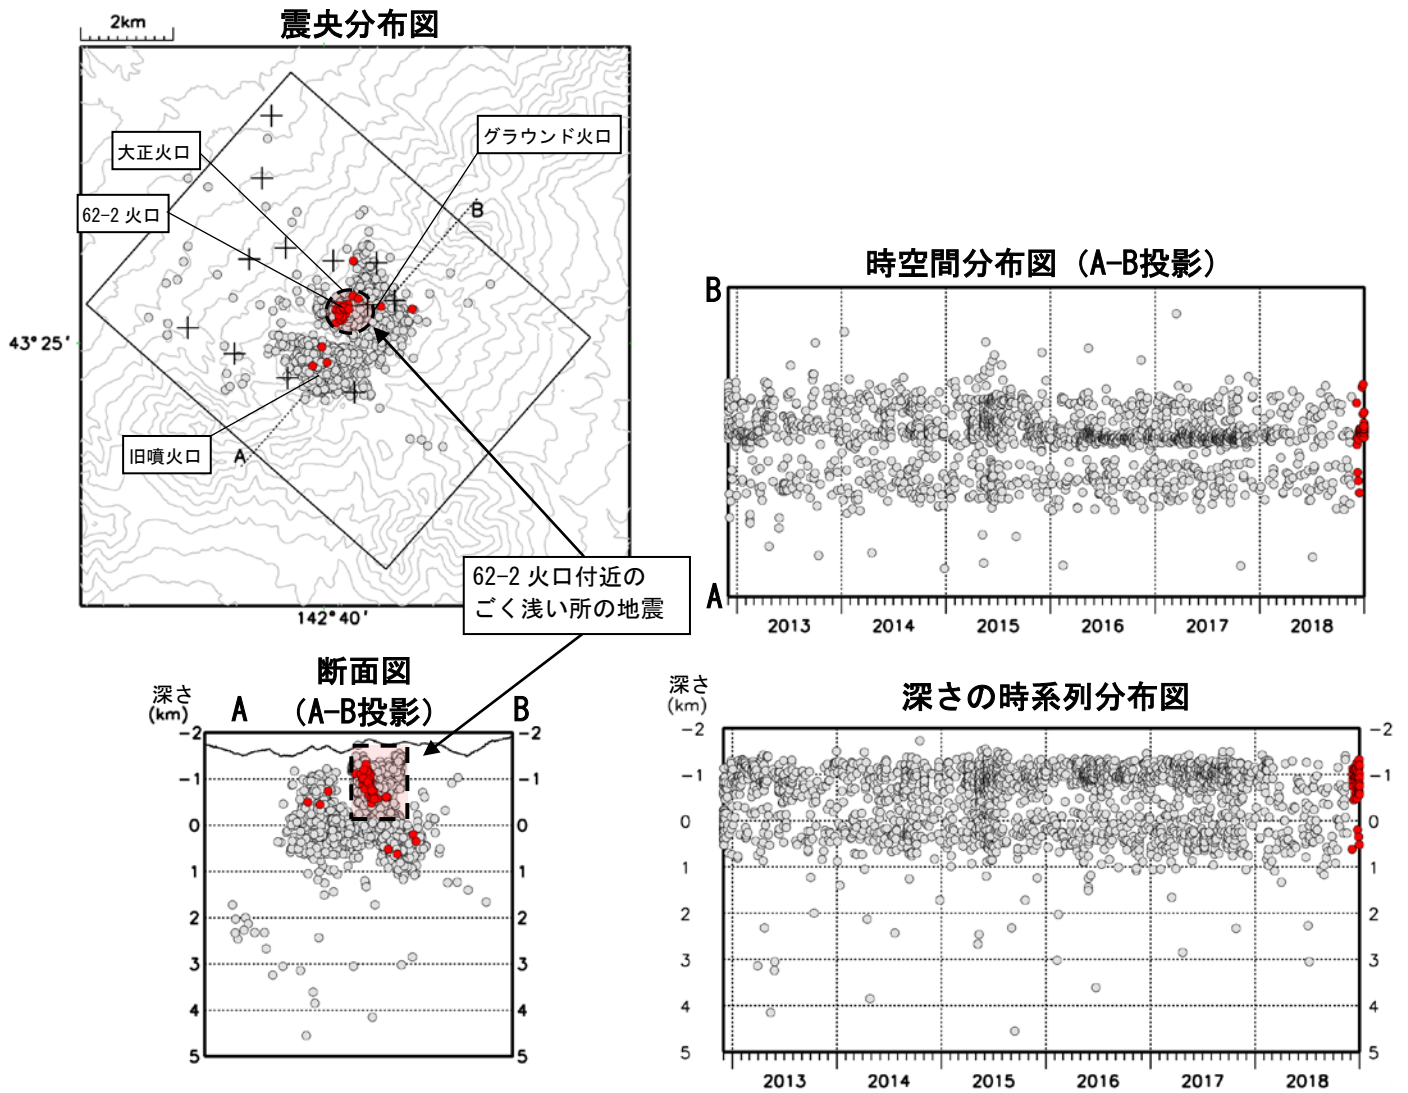 2km
震央分布図
大正火口
グラウンド火口
62-2 火口
B
43°25′
旧噴火口
A
142°40′
62-2 火口付近の
ごく浅い所の地震
時空間分布図（A-B投影）
B
A
2013 2014 2015 2016 2017 2018
断面図
（A-B投影）
深さ
(km)
A B
-2 -2
-1 -1
0 0
1 1
2 2
3 3
4 4
5 5
深さの時系列分布図
深さ
(km)
-2 -2
-1 -1
0 0
1 1
2 2
3 3
4 4
5 5
2013 2014 2015 2016 2017 2018